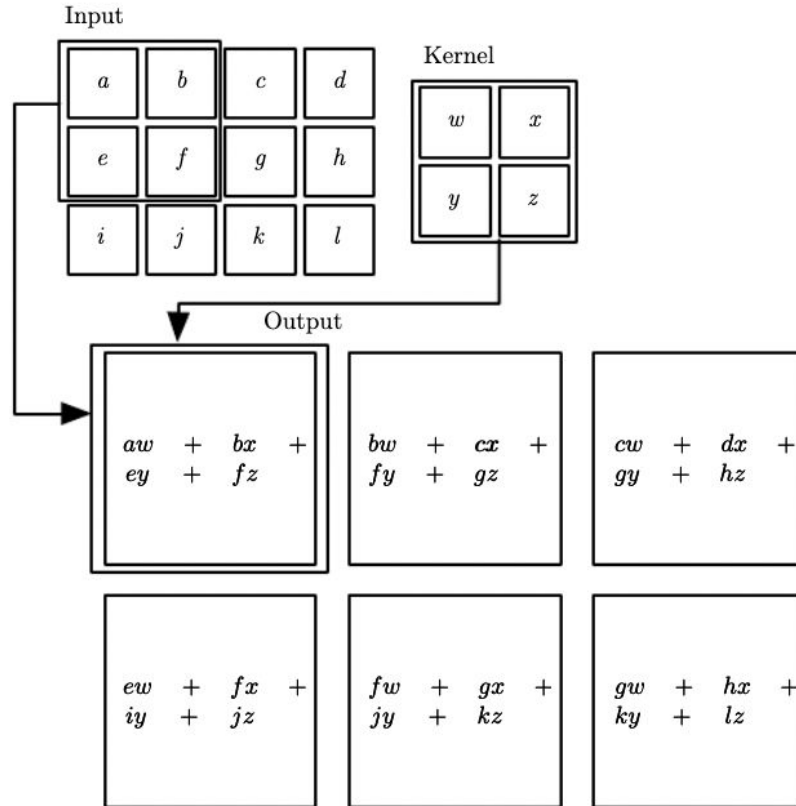 Input
a b c d
Kernel
w x
e f g h
y z
i j k l
Output
aw + bx + bw + cx + cw + dx +
ey + fz fy + gz gy + hz
ew + fx + fw + gx + gw + hx +
iy + jz jy + kz ky + lz